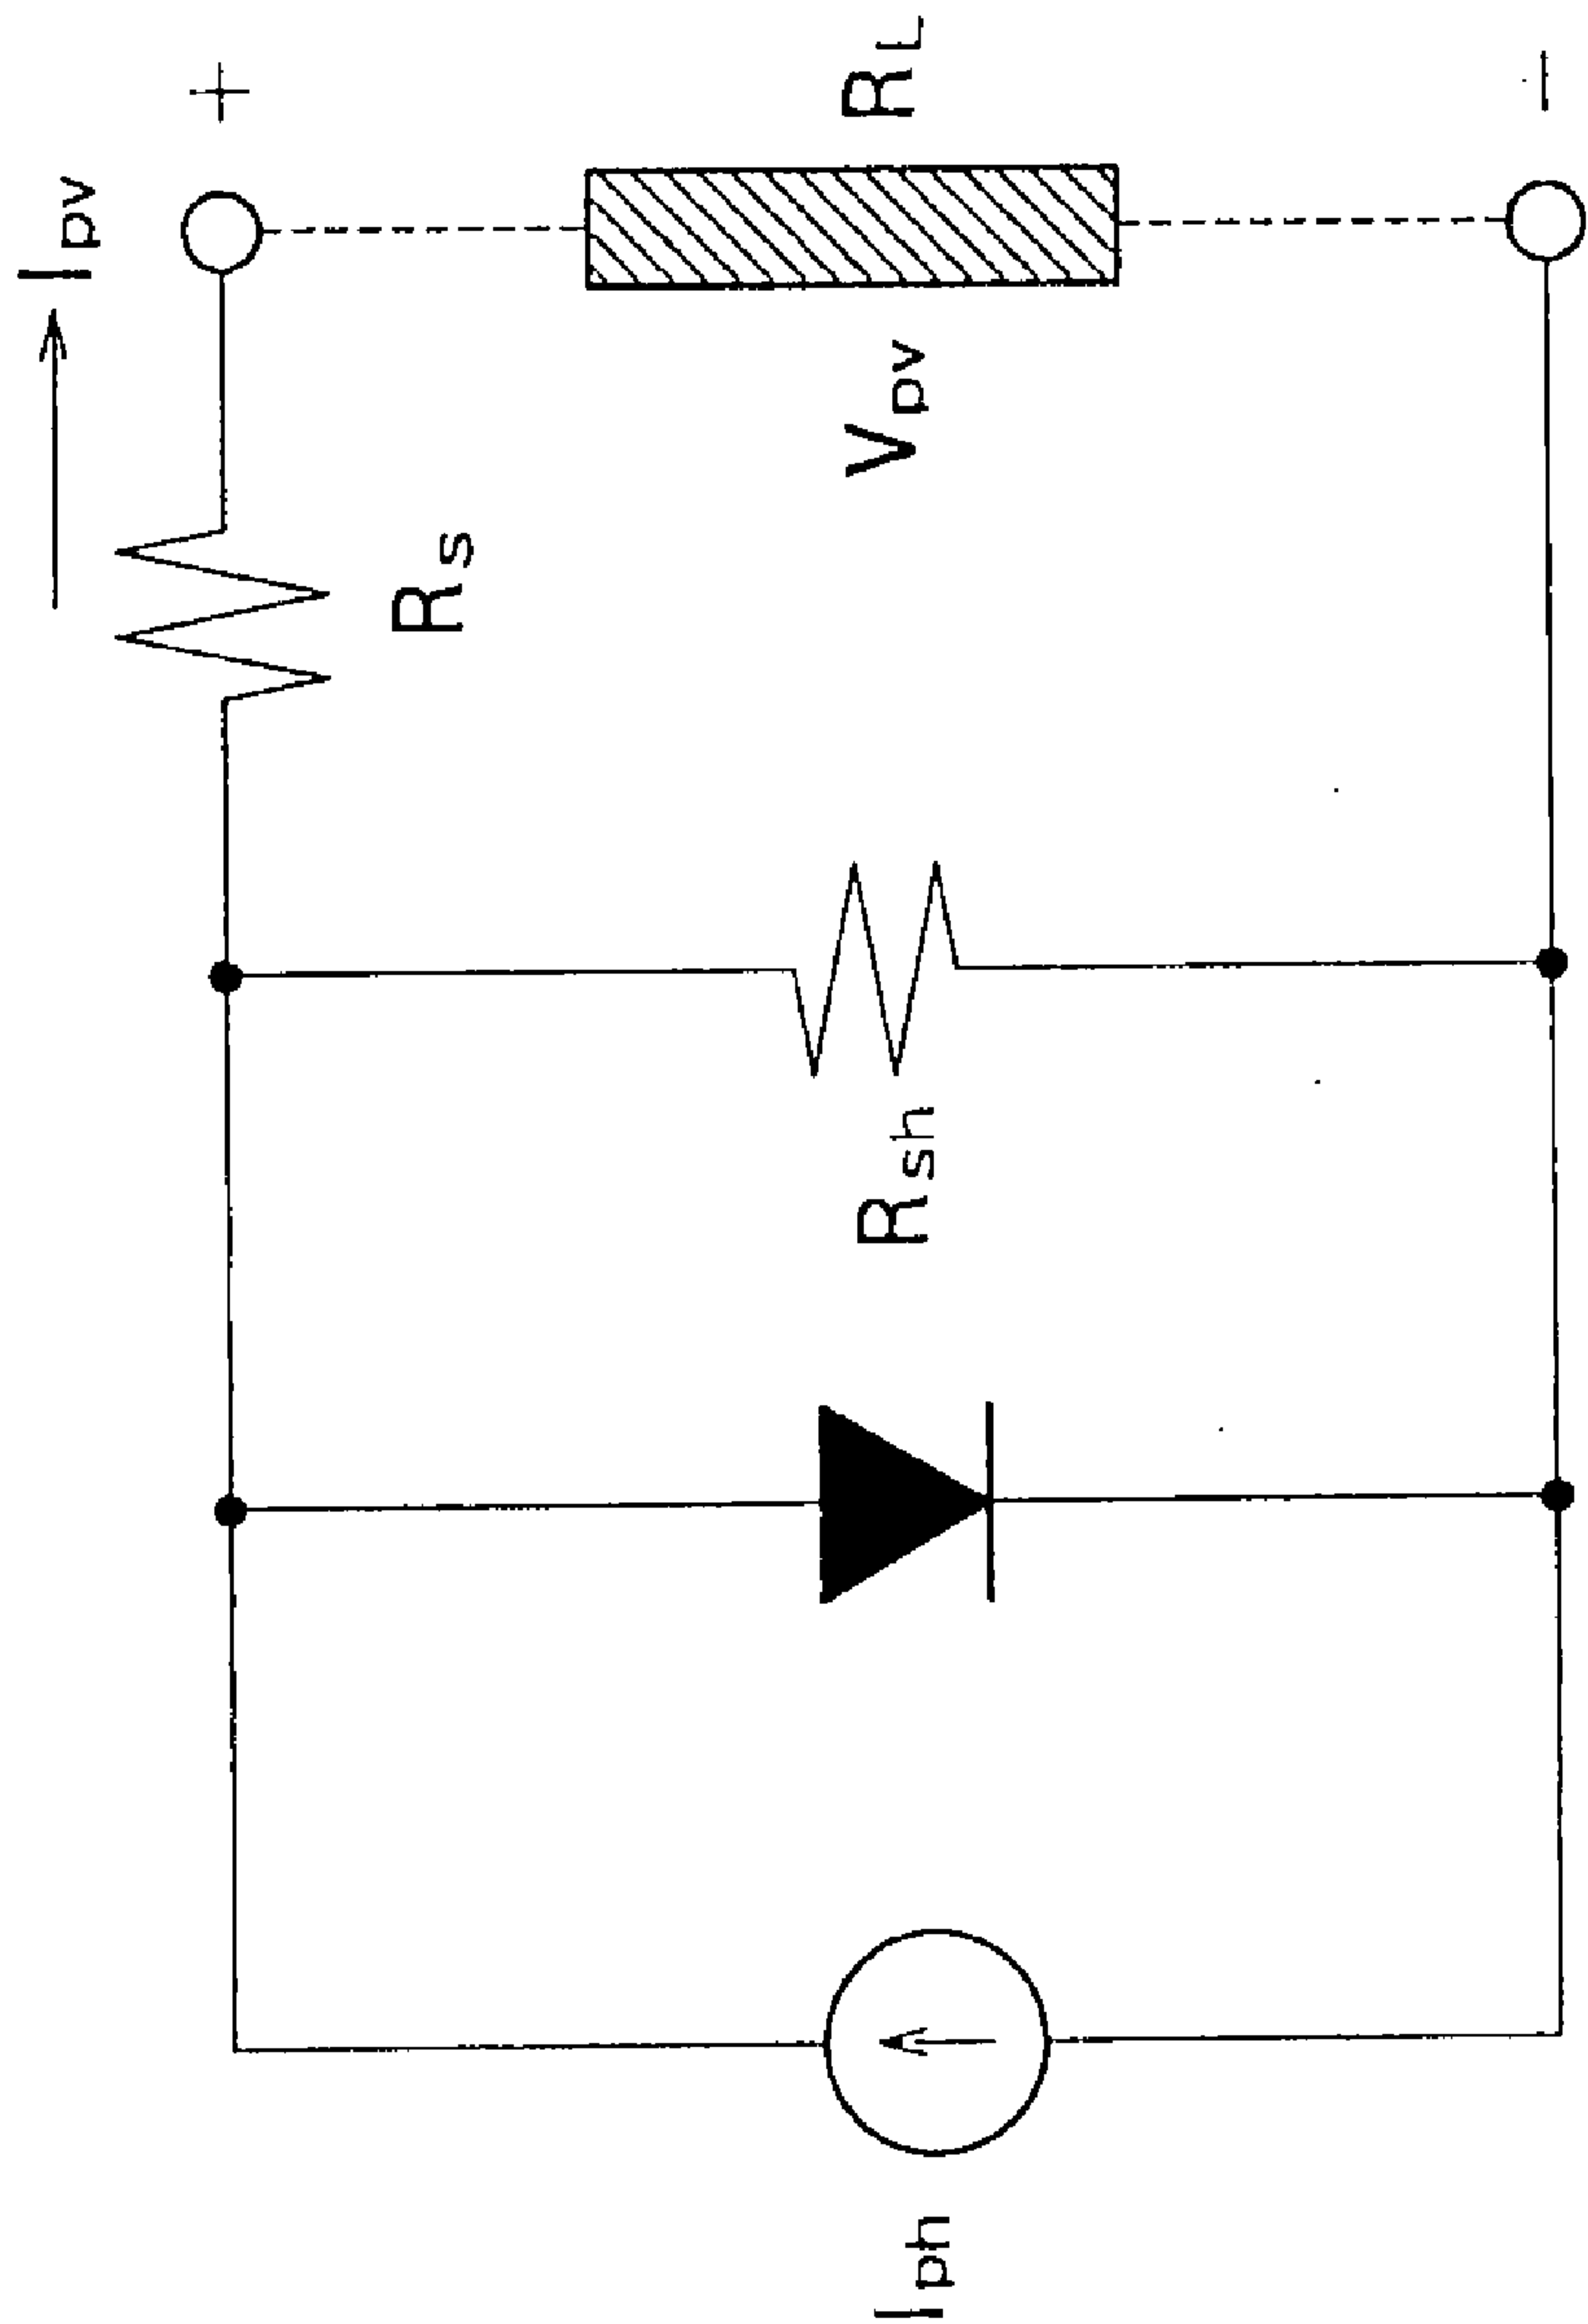 I_pv
+
R_s
R_sh
I_ph
V_pv
R_L
−